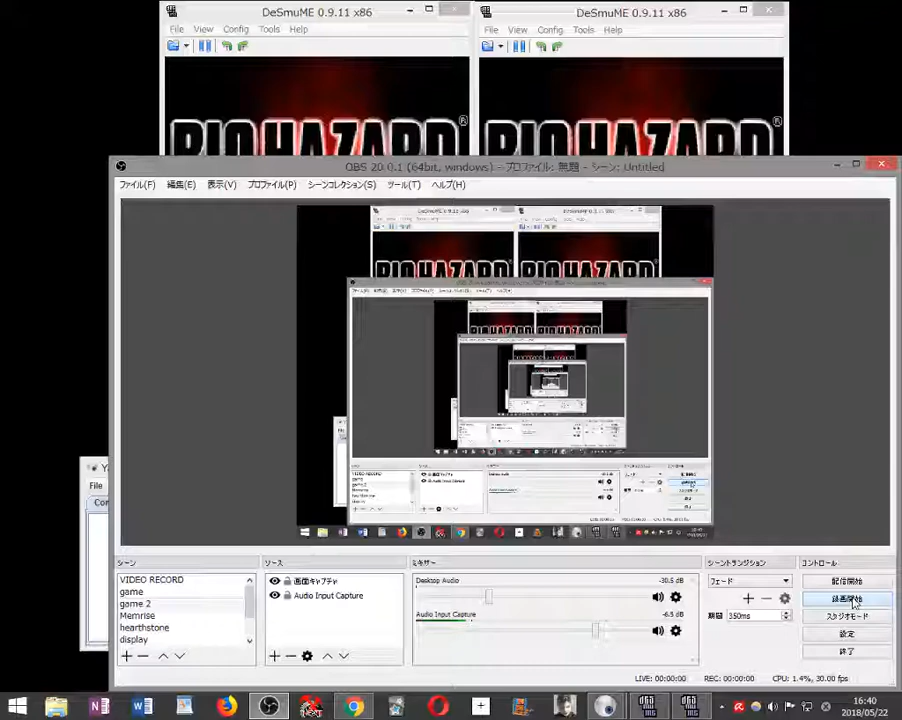 DeSmuME 0.9.11 x86
DeSmuME 0.9.11 x86
File View Config Tools Help
File View Config Tools Help
BIOHAZARD®
BIOHAZARD®
OBS 20.0.1 (64bit, windows) - プロファイル: 無題 - シーン: Untitled
ファイル(F) 編集(E) 表示(V) プロファイル(P) シーンコレクション(S) ツール(T) ヘルプ(H)
File
シーン
VIDEO RECORD
game
game 2
Memrise
hearthstone
display
ソース
画面キャプチャ
Audio Input Capture
ミキサー
Desktop Audio -30.5 dB
Audio Input Capture -6.5 dB
シーントランジション
フェード
期間 350ms
コントロール
配信開始
録画開始
スタジオモード
設定
終了
LIVE: 00:00:00 REC: 00:00:00 CPU: 1.4%, 30.00 fps
16:40
2018/05/22